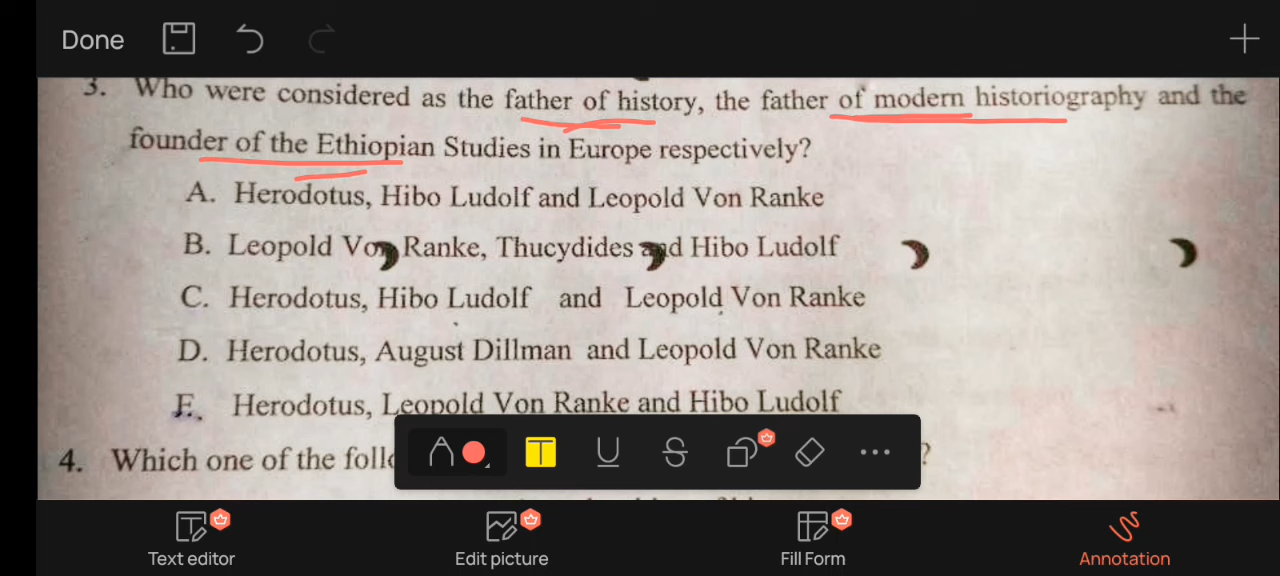 Done
3. Who were considered as the father of history, the father of modern historiography and the
founder of the Ethiopian Studies in Europe respectively?
A. Herodotus, Hibo Ludolf and Leopold Von Ranke
B. Leopold Von Ranke, Thucydides and Hibo Ludolf
C. Herodotus, Hibo Ludolf and Leopold Von Ranke
D. Herodotus, August Dillman and Leopold Von Ranke
E. Herodotus, Leopold Von Ranke and Hibo Ludolf
4. Which one of the ?
T U S
Text editor Edit picture Fill Form Annotation